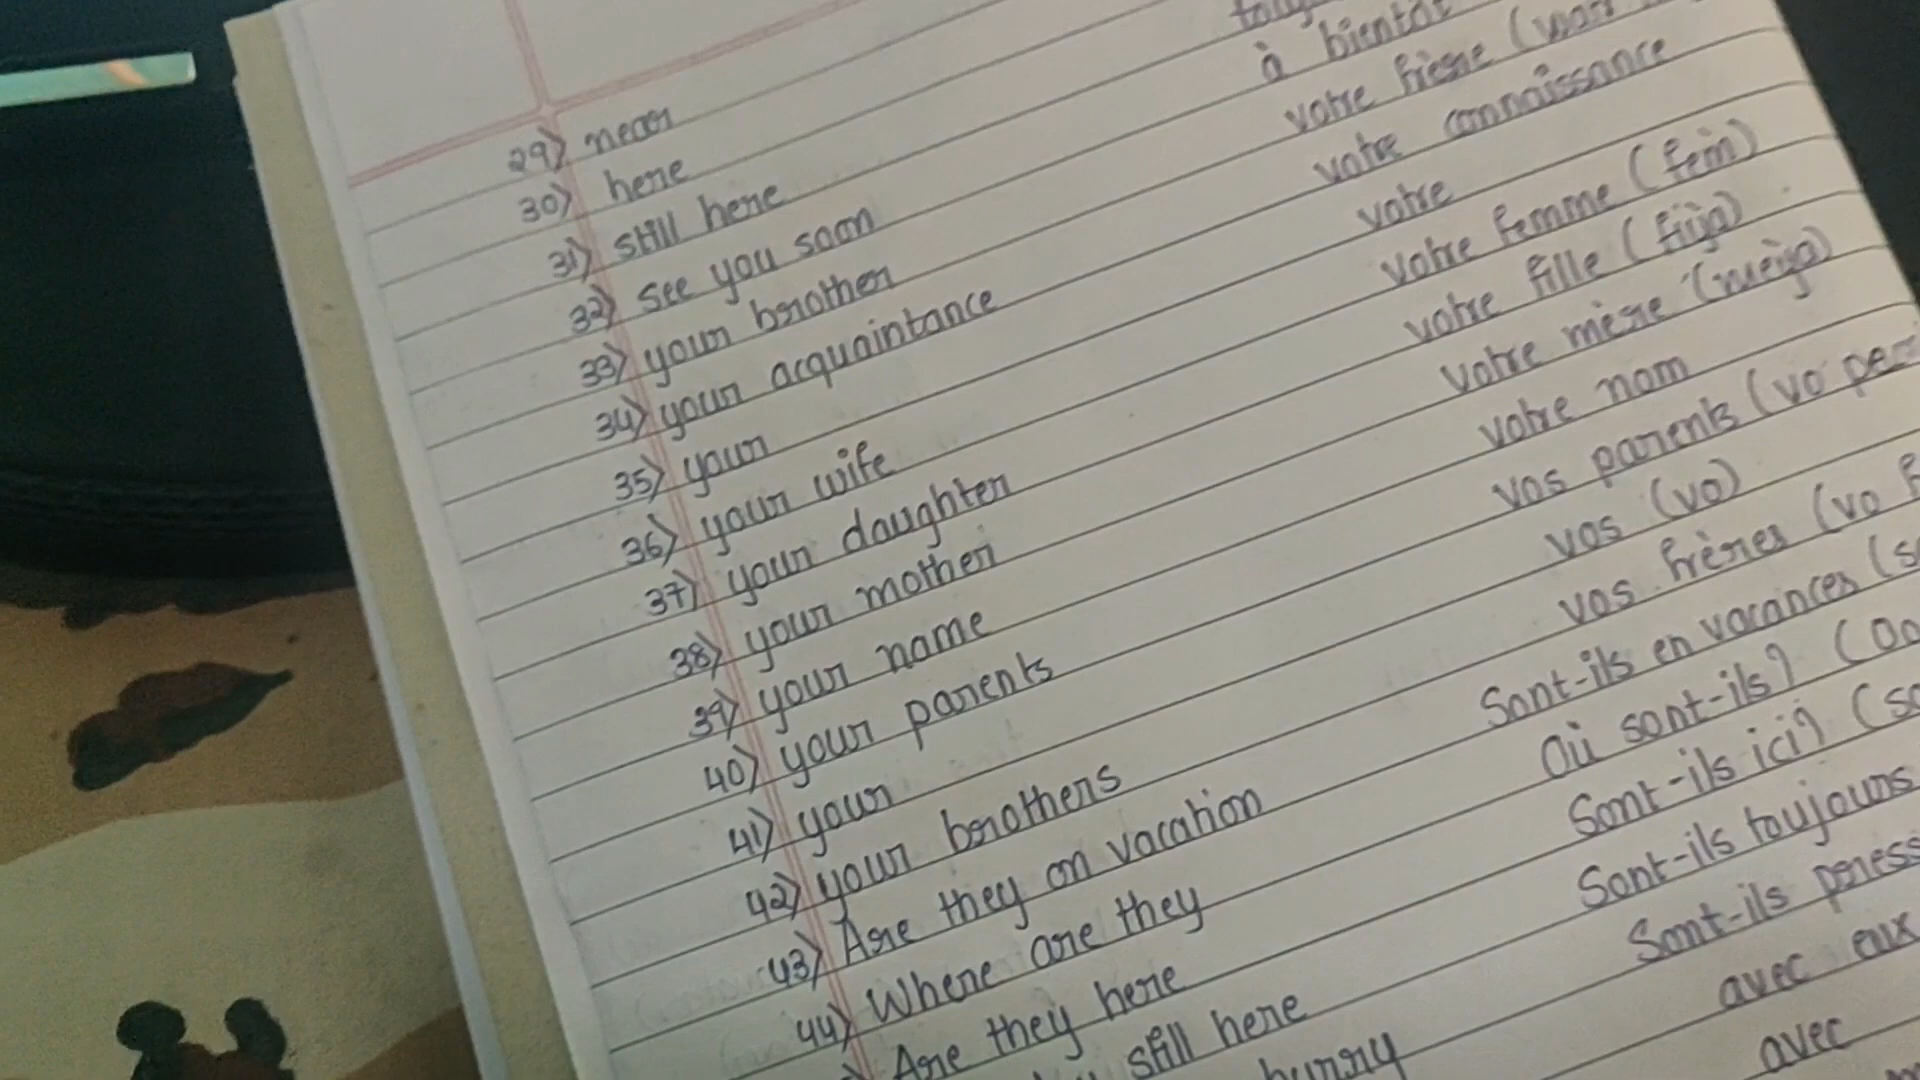 29) near
30) here
31) still here
32) see you soon à bientôt
33) your brother votre frère
34) your acquaintance votre connaissance
35) your votre
36) your wife votre femme (fem)
37) your daughter votre fille (fiya)
38) your mother votre mère
39) your name votre nom
40) your parents vos parents (vo
41) your vos (vo)
42) your brothers vos frères (vo
43) Are they on vacation Sont-ils en vacances
44) Where are they Où sont-ils?
Are they here Sont-ils ici?
still here Sont-ils toujours
hurry Sont-ils
avec eux
avec